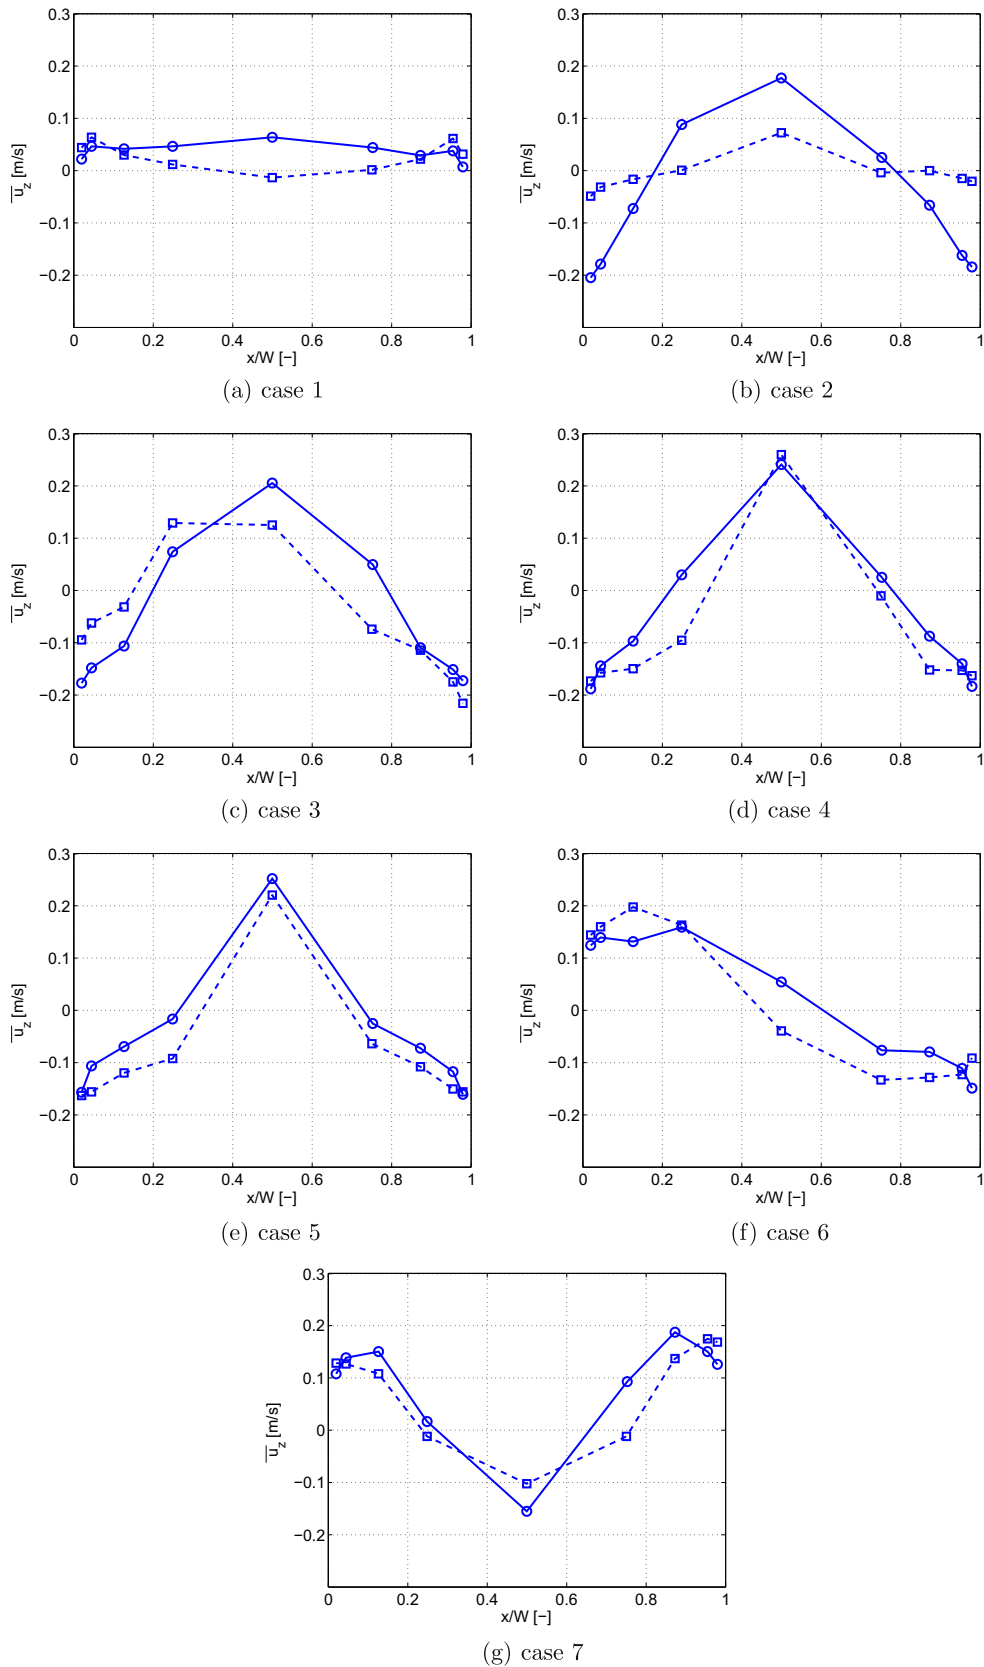 0.3 0.3
0.2 0.2
0.1 0.1
0 0
−0.1 −0.1
−0.2 −0.2
u_z [m/s] u_z [m/s]
0 0.2 0.4 0.6 0.8 1 0 0.2 0.4 0.6 0.8 1
x/W [−] x/W [−]
(a) case 1 (b) case 2
0.3 0.3
0.2 0.2
0.1 0.1
0 0
−0.1 −0.1
−0.2 −0.2
u_z [m/s] u_z [m/s]
0 0.2 0.4 0.6 0.8 1 0 0.2 0.4 0.6 0.8 1
x/W [−] x/W [−]
(c) case 3 (d) case 4
0.3 0.3
0.2 0.2
0.1 0.1
0 0
−0.1 −0.1
−0.2 −0.2
u_z [m/s] u_z [m/s]
0 0.2 0.4 0.6 0.8 1 0 0.2 0.4 0.6 0.8 1
x/W [−] x/W [−]
(e) case 5 (f) case 6
0.3
0.2
0.1
0
−0.1
−0.2
u_z [m/s]
0 0.2 0.4 0.6 0.8 1
x/W [−]
(g) case 7